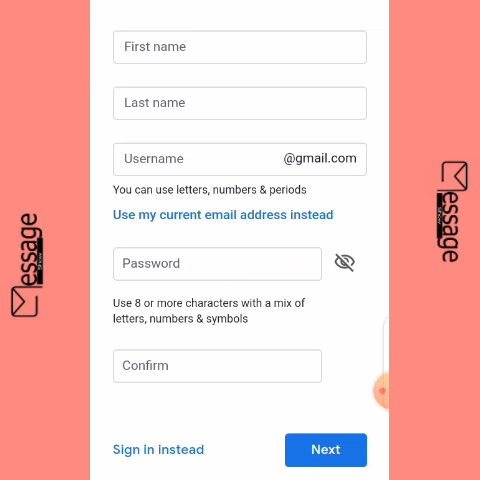 First name
Last name
Username @gmail.com
You can use letters, numbers & periods
Use my current email address instead
Password
Use 8 or more characters with a mix of
letters, numbers & symbols
Confirm
Sign in instead Next
essage
essage